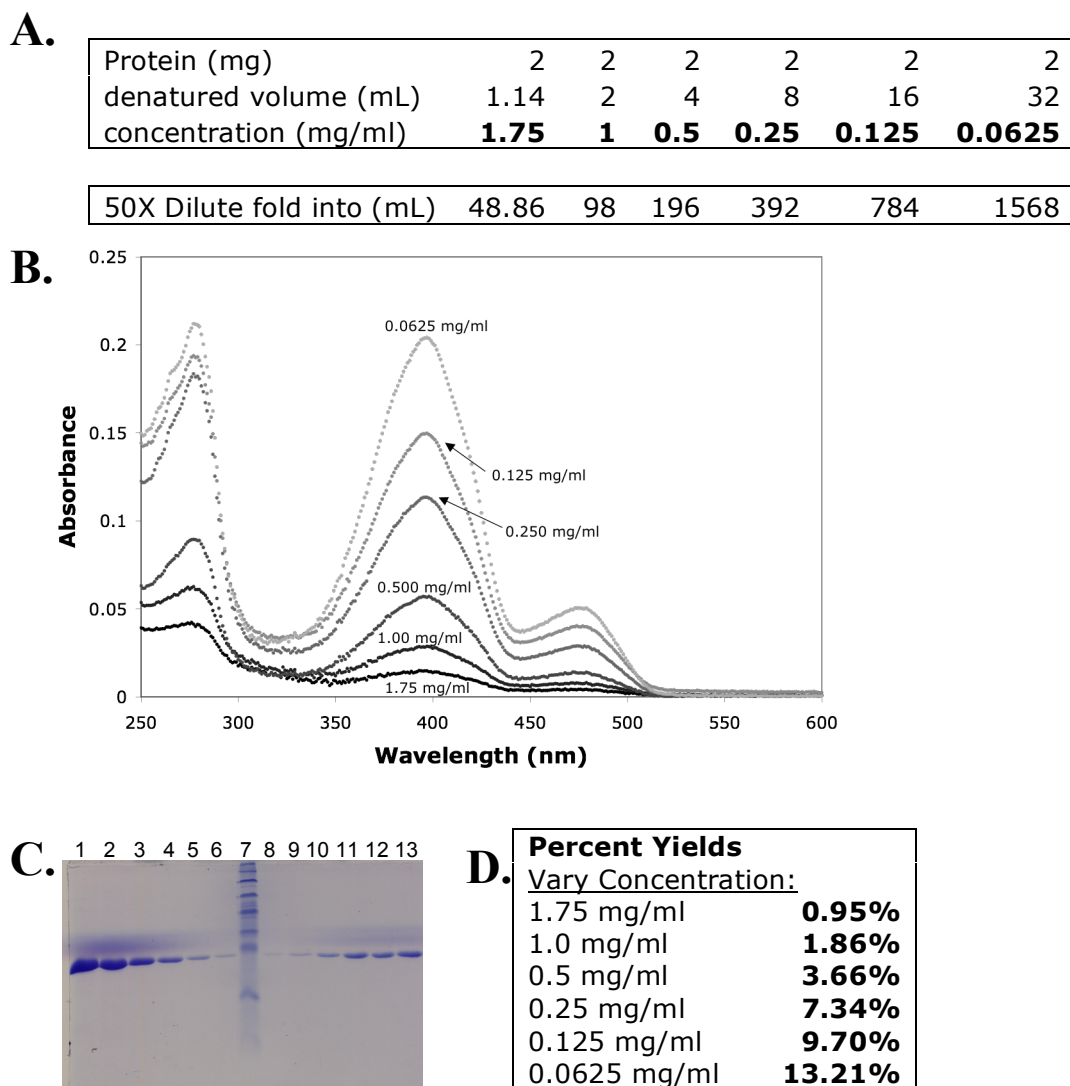 A.
Protein (mg) 2 2 2 2 2 2
denatured volume (mL) 1.14 2 4 8 16 32
concentration (mg/ml) 1.75 1 0.5 0.25 0.125 0.0625
50X Dilute fold into (mL) 48.86 98 196 392 784 1568
B.
0.25
0.2
0.15
0.1
0.05
0
Absorbance
0.0625 mg/ml
0.125 mg/ml
0.250 mg/ml
0.500 mg/ml
1.00 mg/ml
1.75 mg/ml
250 300 350 400 450 500 550 600
Wavelength (nm)
C.
1 2 3 4 5 6 7 8 9 10 11 12 13
D.
Percent Yields
Vary Concentration:
1.75 mg/ml 0.95%
1.0 mg/ml 1.86%
0.5 mg/ml 3.66%
0.25 mg/ml 7.34%
0.125 mg/ml 9.70%
0.0625 mg/ml 13.21%